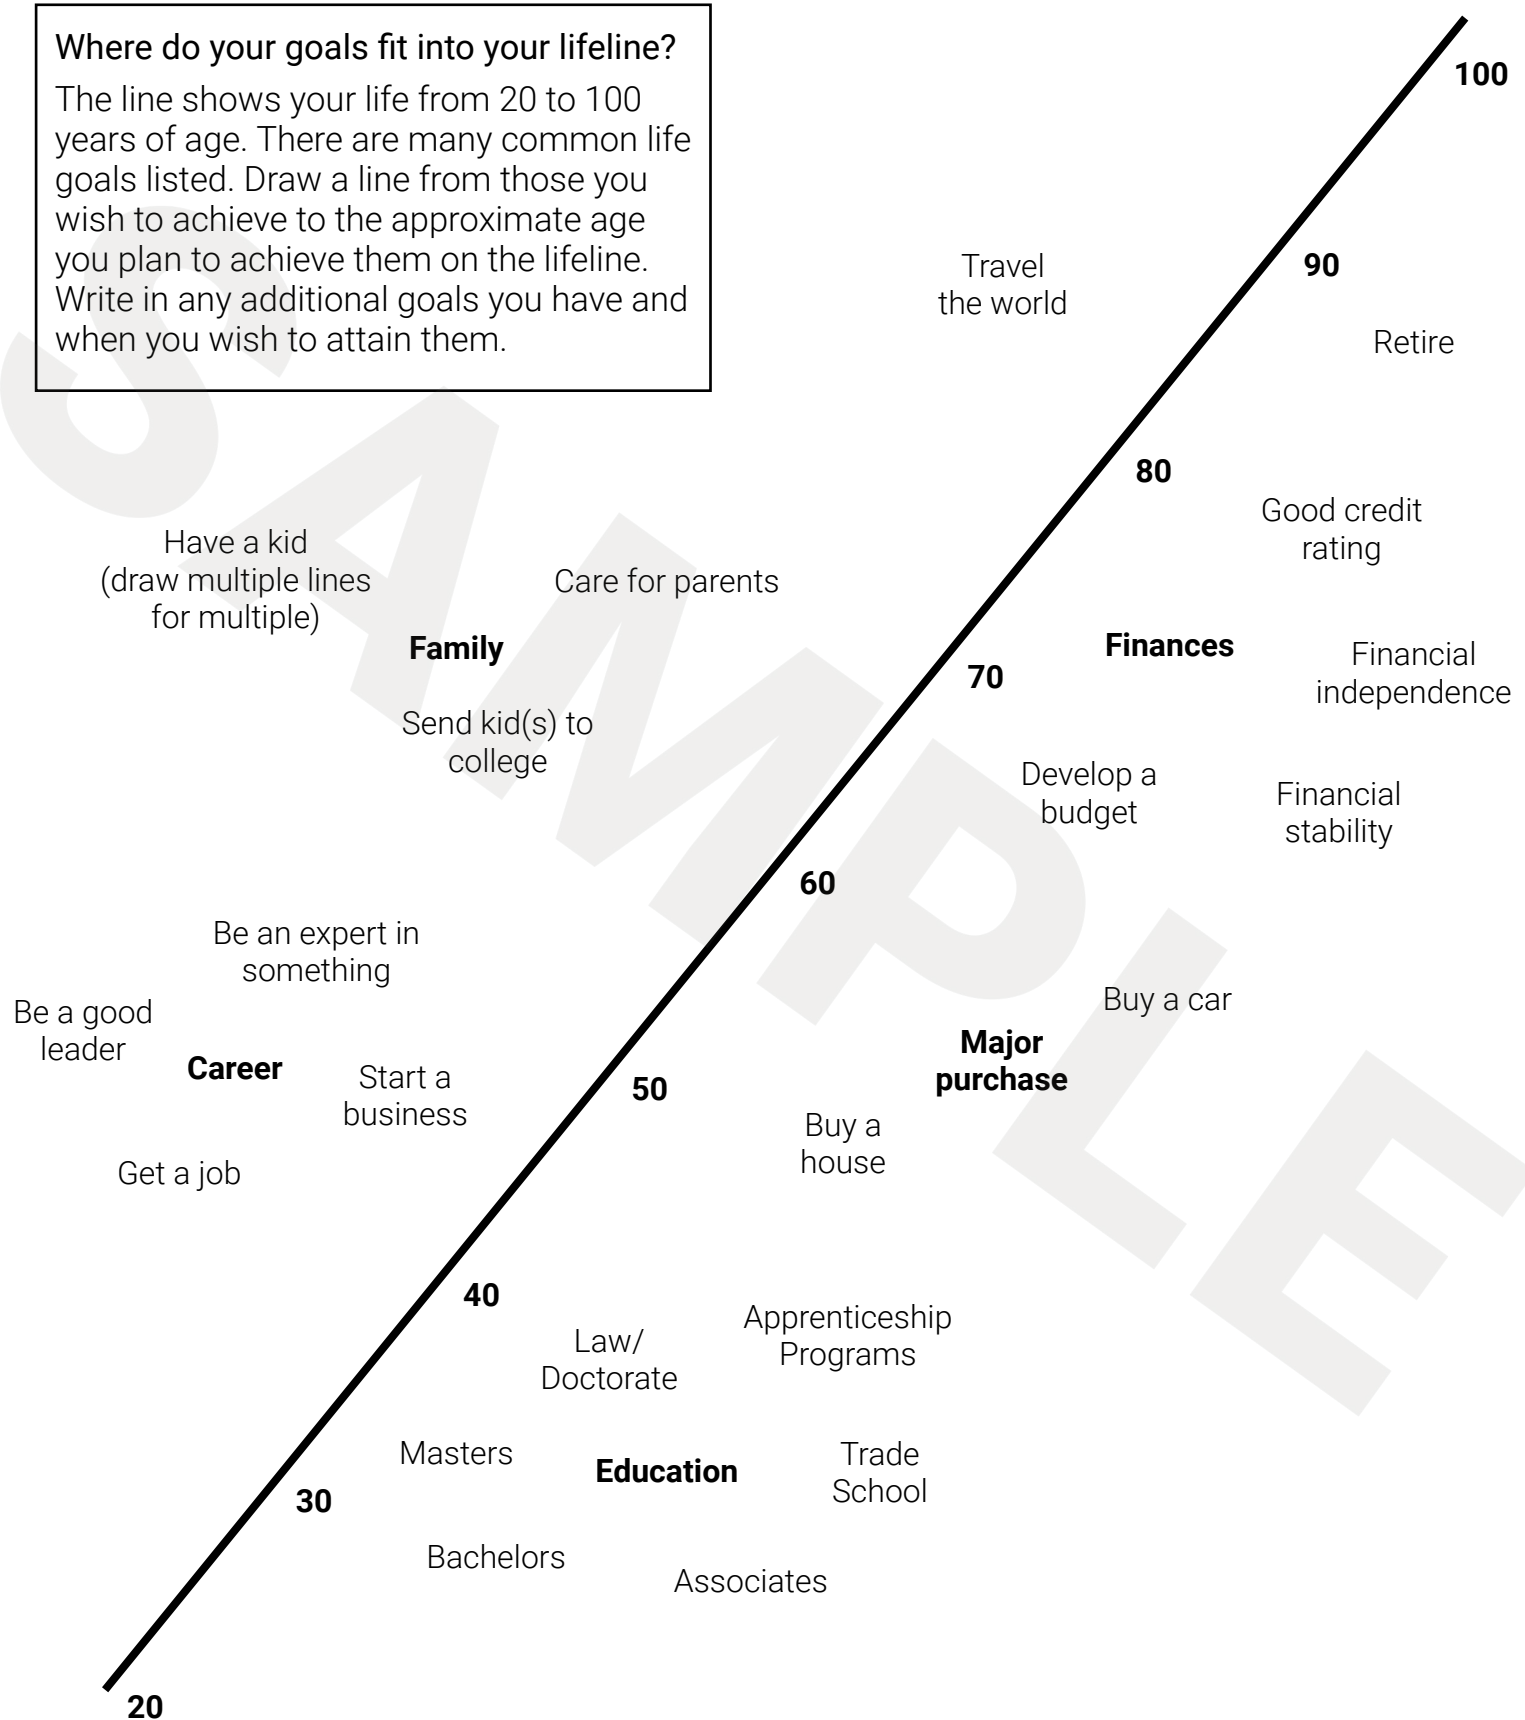 Where do your goals fit into your lifeline?
The line shows your life from 20 to 100
years of age. There are many common life
goals listed. Draw a line from those you
wish to achieve to the approximate age
you plan to achieve them on the lifeline.
Write in any additional goals you have and
when you wish to attain them.
100
90
Travel
the world
Retire
80
Good credit
rating
Have a kid
(draw multiple lines
for multiple)
Care for parents
Family
Send kid(s) to
college
Finances
Financial
independence
70
Develop a
budget
Financial
stability
60
Be an expert in
something
Be a good
leader
Career
Start a
business
Get a job
Buy a car
Major
purchase
50
Buy a
house
40
Law/
Doctorate
Apprenticeship
Programs
Masters
Education
Trade
School
30
Bachelors
Associates
20
SAMPLE